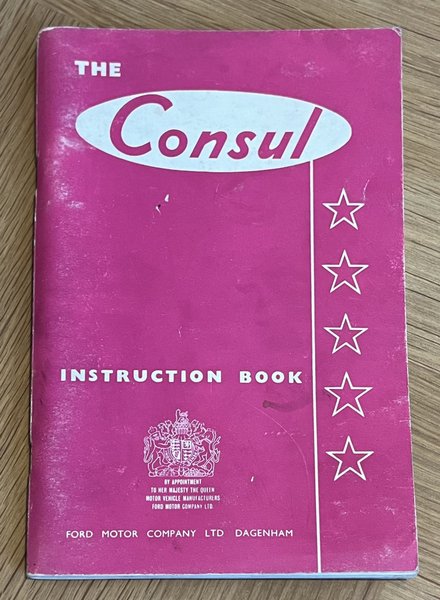 THE
Consul
INSTRUCTION BOOK
BY APPOINTMENT
TO HER MAJESTY THE QUEEN
MOTOR VEHICLE MANUFACTURERS
FORD MOTOR COMPANY LTD.
FORD MOTOR COMPANY LTD DAGENHAM